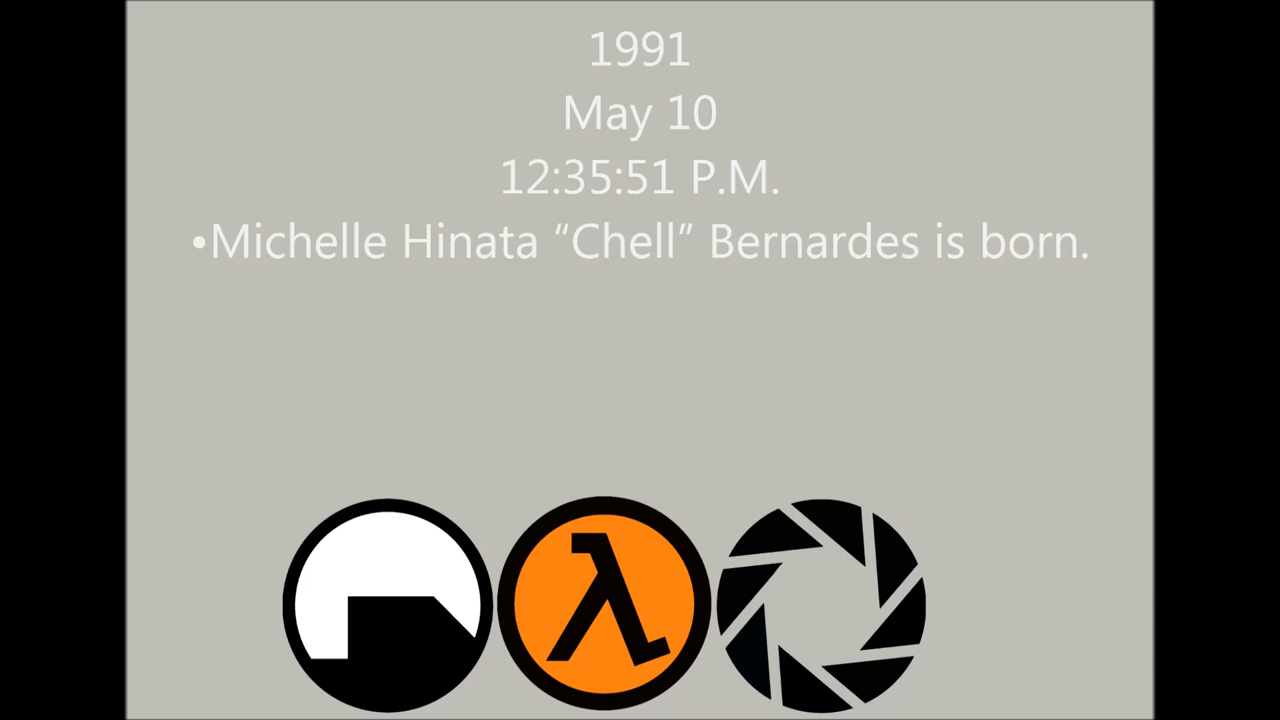 1991
May 10
12:35:51 P.M.
•Michelle Hinata “Chell” Bernardes is born.
λ